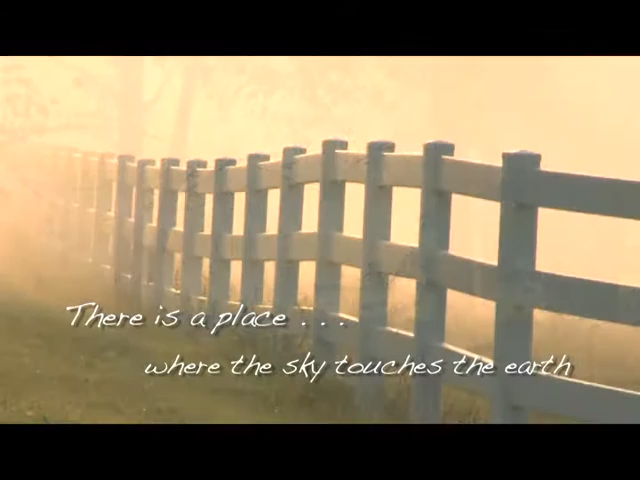 There is a place . . .
where the sky touches the earth